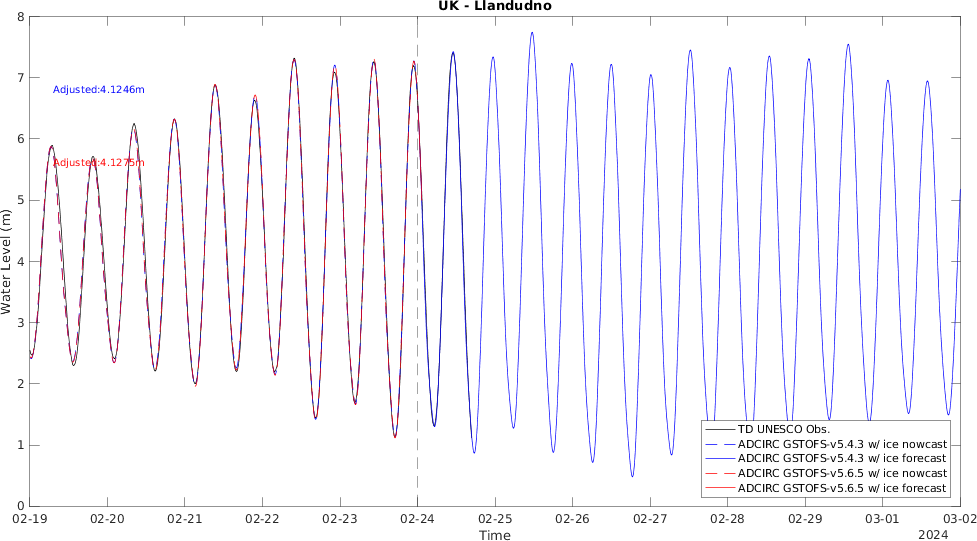 UK - Llandudno
8
7
6
5
4
3
2
1
0
Water Level (m)
Adjusted:4.1246m
Adjusted:4.1275m
TD UNESCO Obs.
ADCIRC GSTOFS-v5.4.3 w/ ice nowcast
ADCIRC GSTOFS-v5.4.3 w/ ice forecast
ADCIRC GSTOFS-v5.6.5 w/ ice nowcast
ADCIRC GSTOFS-v5.6.5 w/ ice forecast
02-19 02-20 02-21 02-22 02-23 02-24 02-25 02-26 02-27 02-28 02-29 03-01 03-02
Time
2024